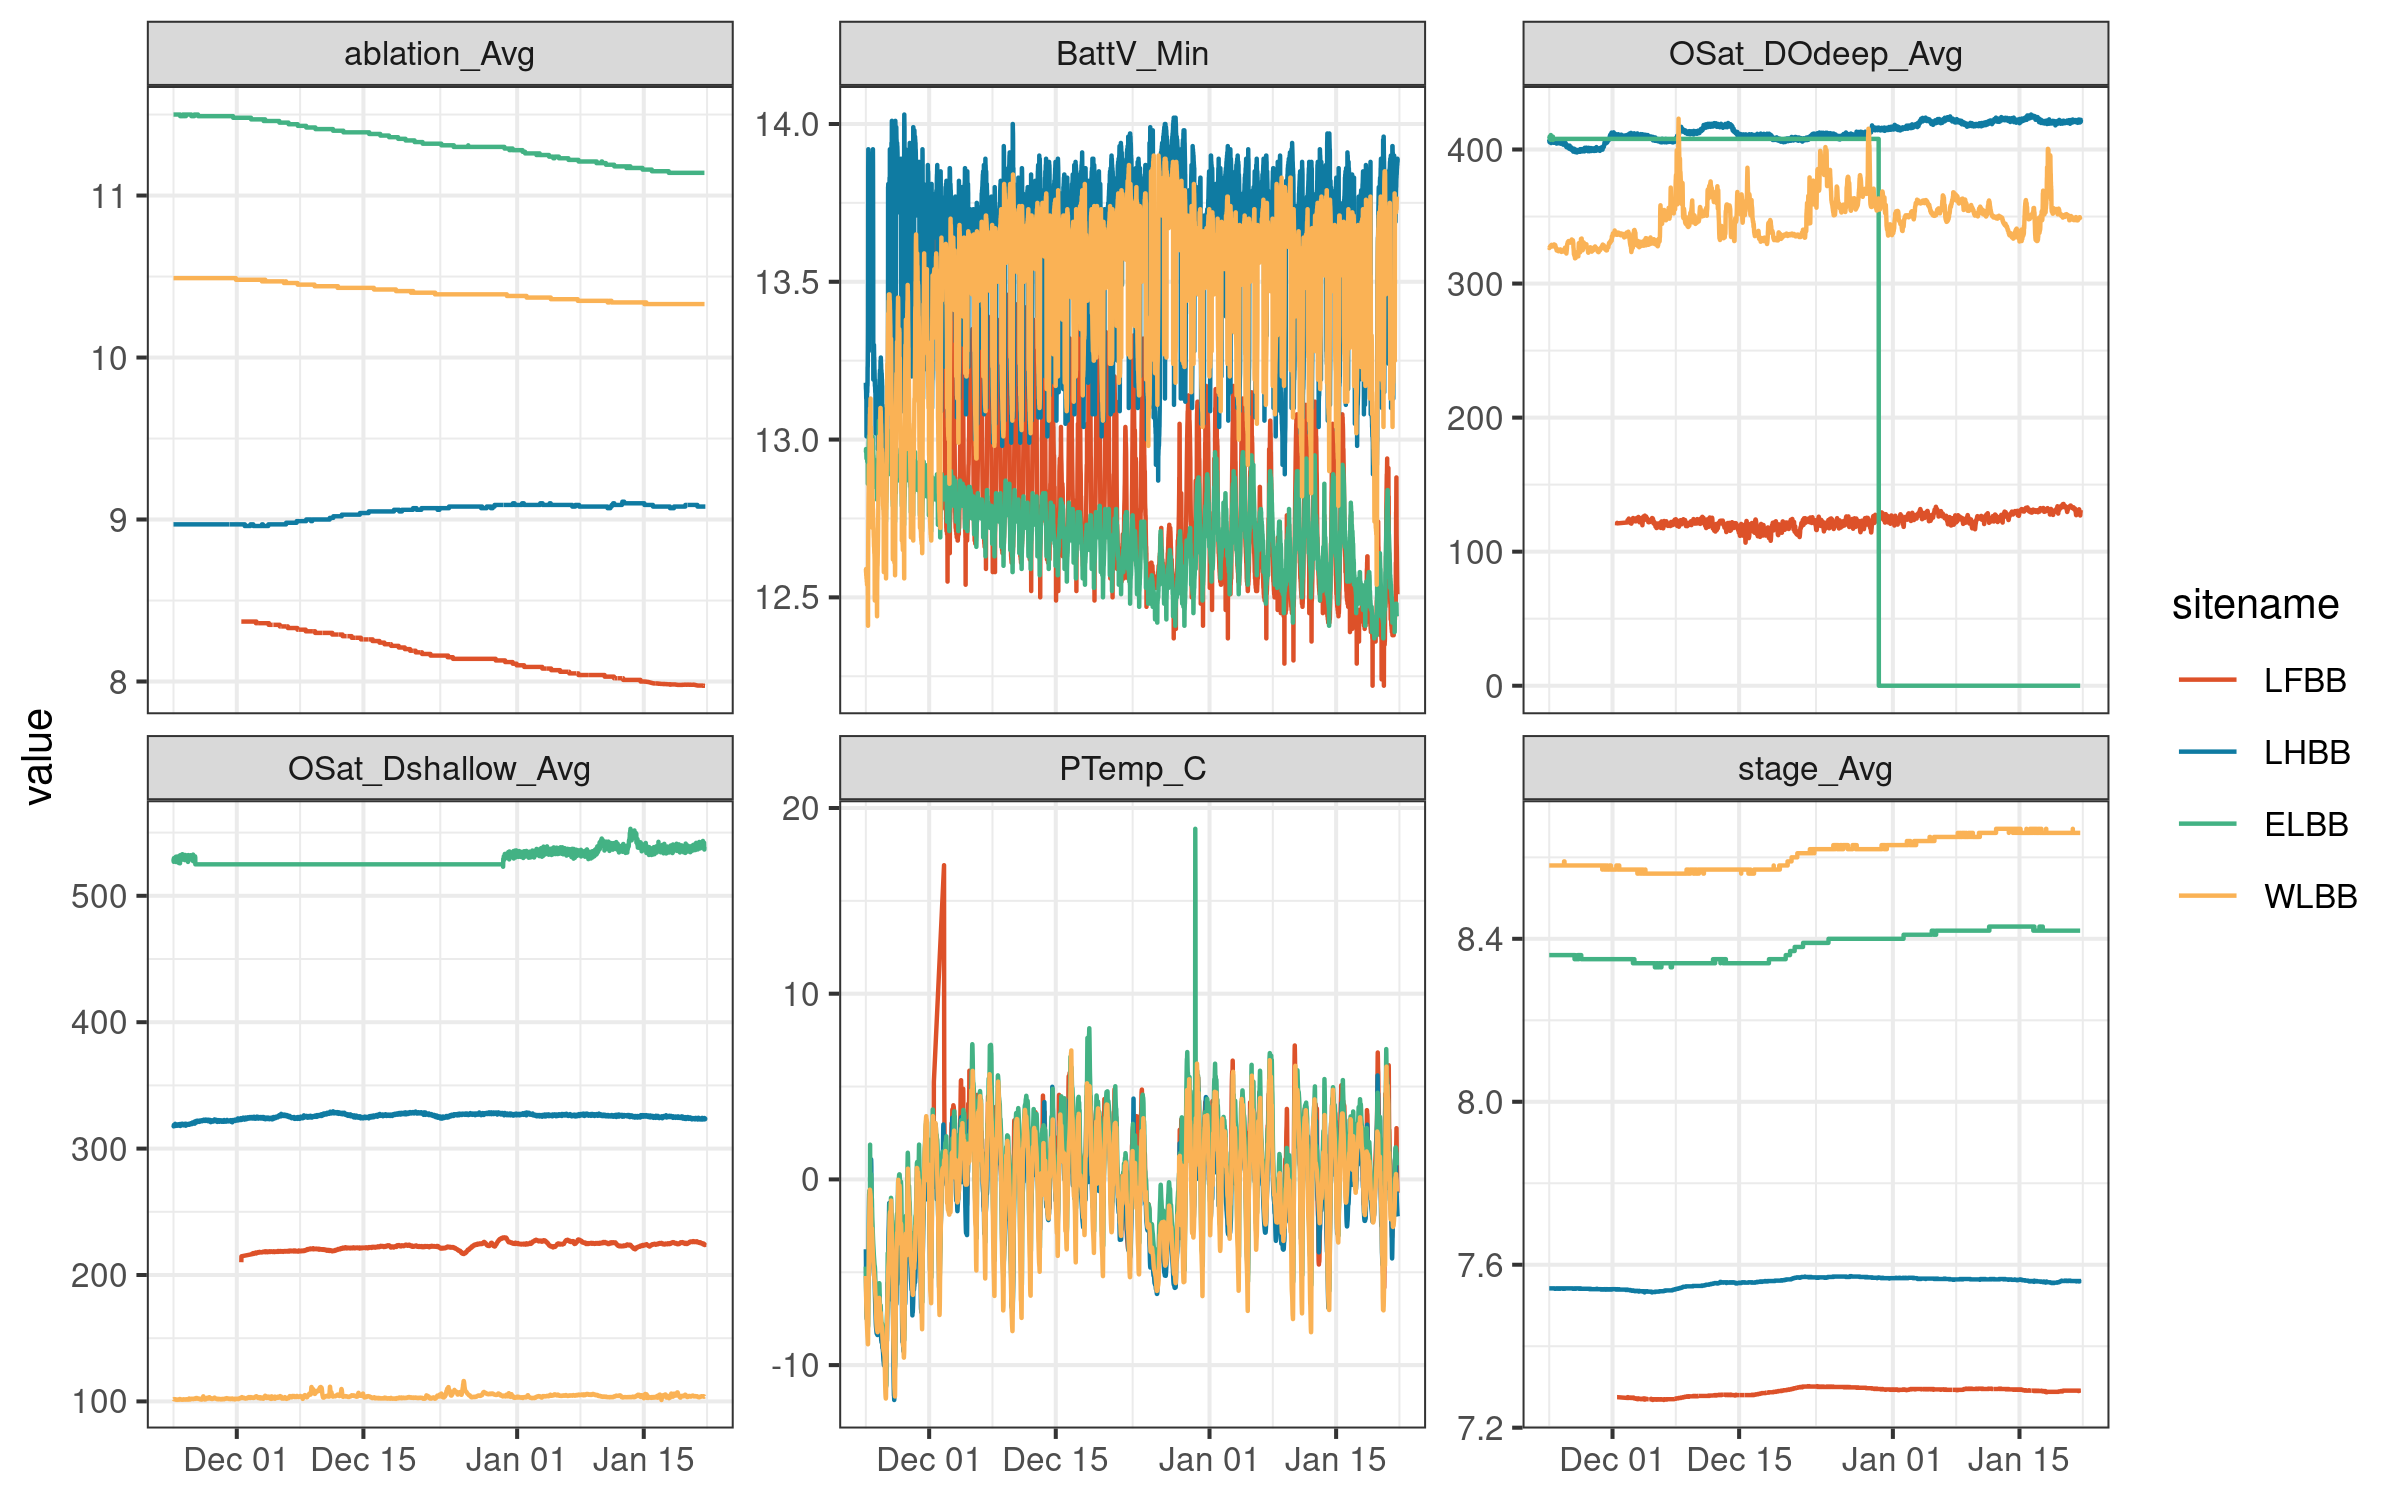 ablation_Avg
BattV_Min
OSat_DOdeep_Avg
11
10
9
8
14.0
13.5
13.0
12.5
400
300
200
100
0
OSat_Dshallow_Avg
PTemp_C
stage_Avg
500
400
300
200
100
20
10
0
-10
8.4
8.0
7.6
7.2
Dec 01 Dec 15 Jan 01 Jan 15
Dec 01 Dec 15 Jan 01 Jan 15
Dec 01 Dec 15 Jan 01 Jan 15
value
sitename
LFBB
LHBB
ELBB
WLBB